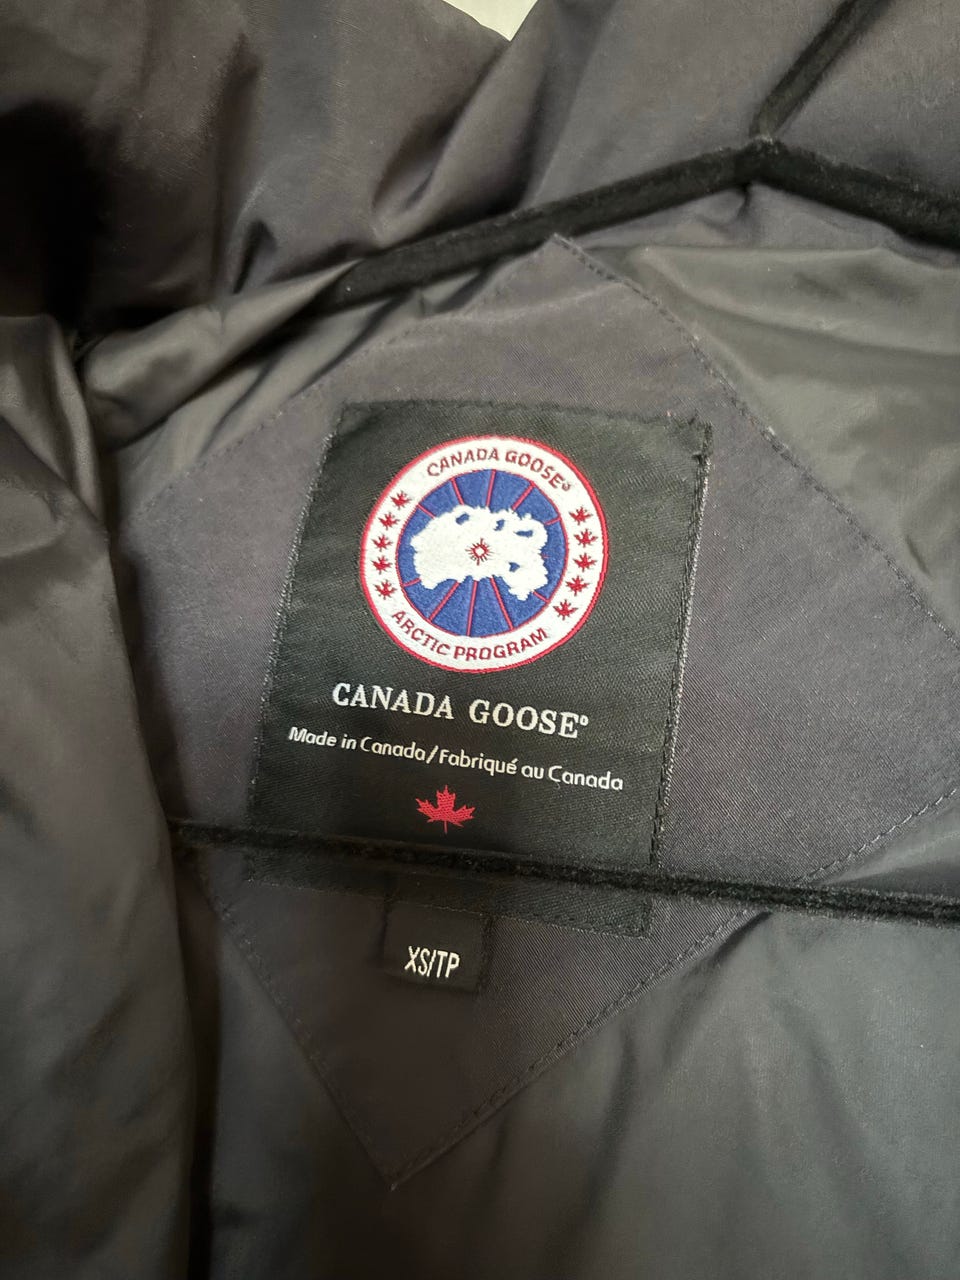 CANADA GOOSE®
ARCTIC PROGRAM
CANADA GOOSE®
Made in Canada/Fabriqué au Canada
XS/TP